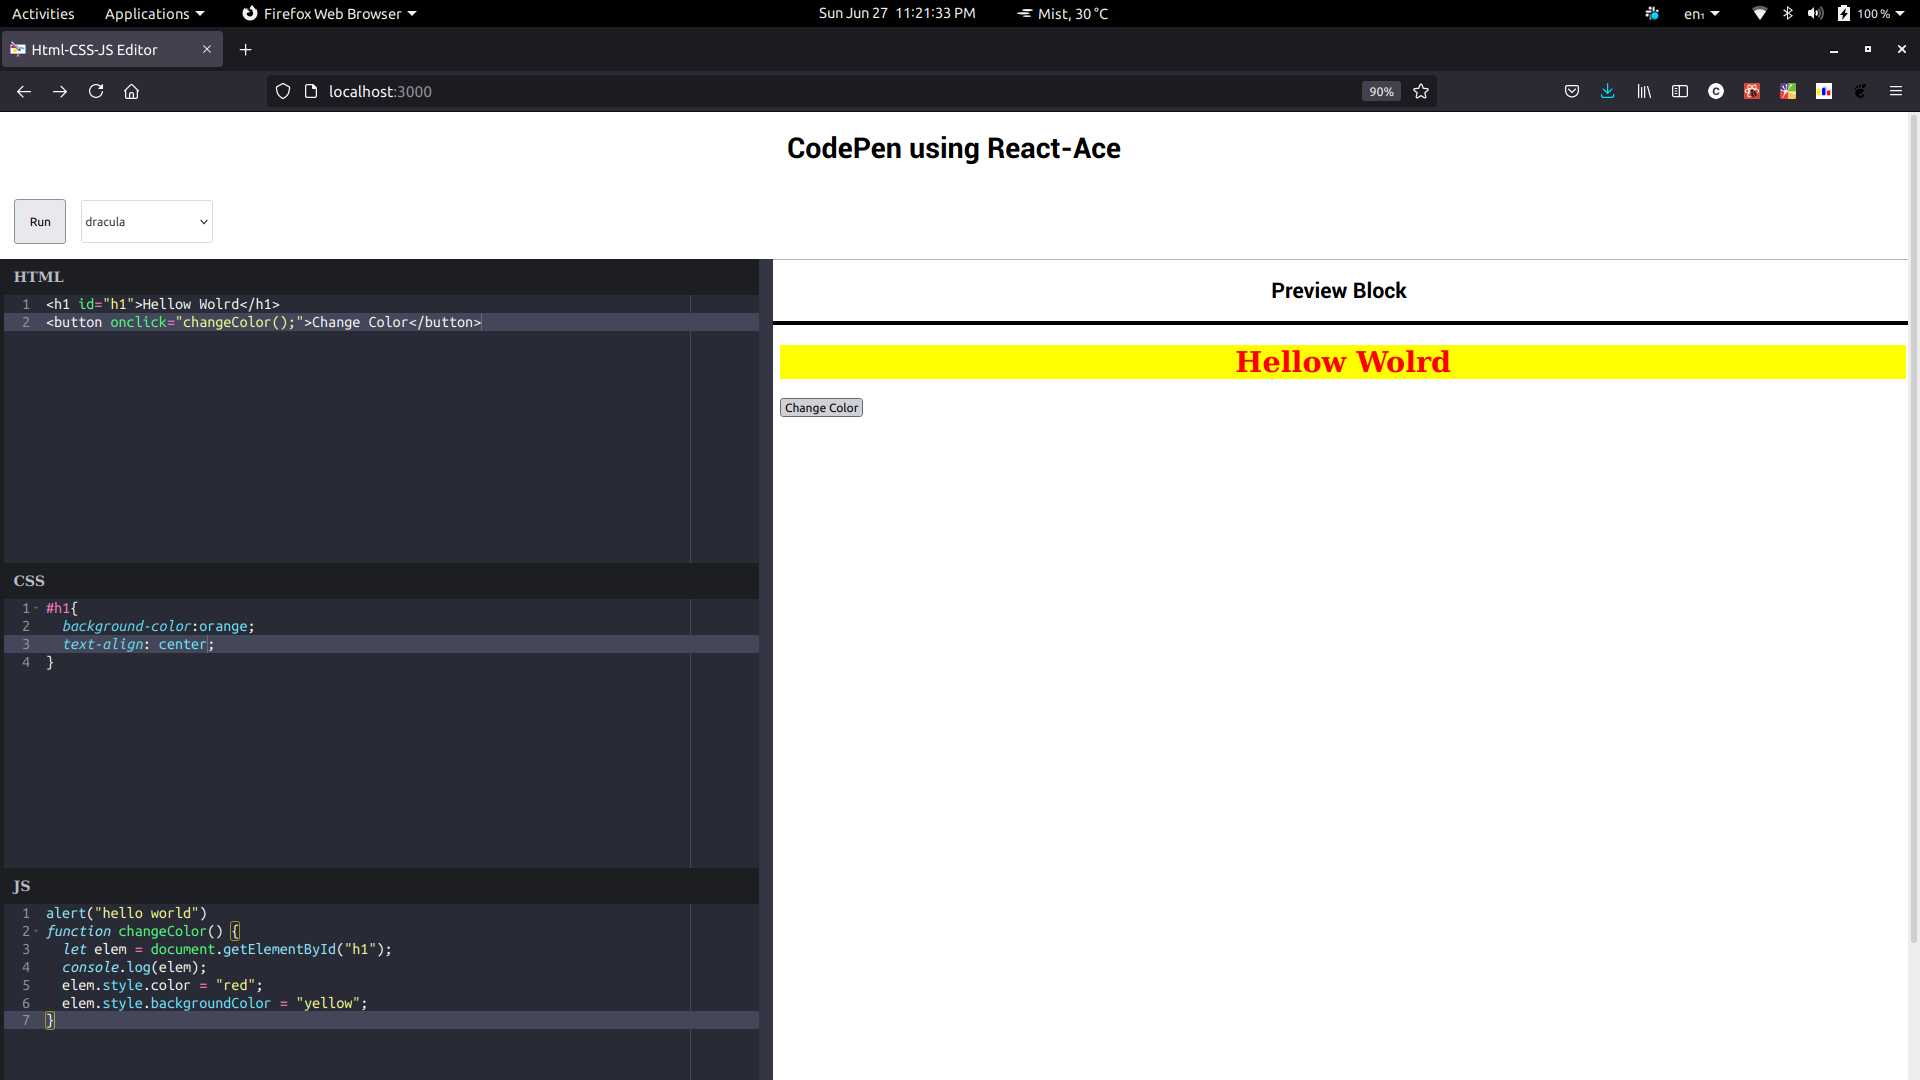 Activities Applications Firefox Web Browser Sun Jun 27 11:21:33 PM Mist, 30 °C en₁ 100 %
Html-CSS-JS Editor
localhost:3000 90%
CodePen using React-Ace
Run dracula
HTML
1 <h1 id="h1">Hellow Wolrd</h1>
2 <button onclick="changeColor();">Change Color</button>
CSS
1 #h1{
2 background-color:orange;
3 text-align: center;
4 }
JS
1 alert("hello world")
2 function changeColor() {
3 let elem = document.getElementById("h1");
4 console.log(elem);
5 elem.style.color = "red";
6 elem.style.backgroundColor = "yellow";
7 }
Preview Block
Hellow Wolrd
Change Color